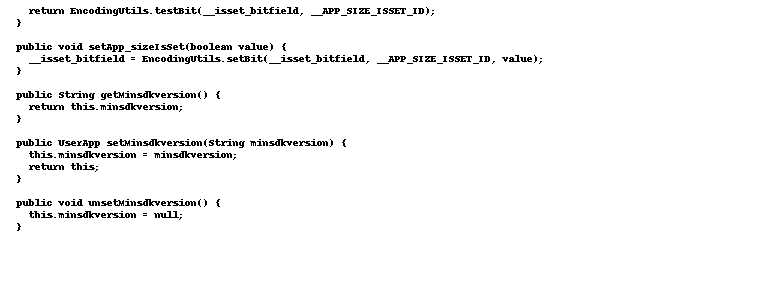 return EncodingUtils.testBit(__isset_bitfield, __APP_SIZE_ISSET_ID);
}
public void setApp_sizeIsSet(boolean value) {
__isset_bitfield = EncodingUtils.setBit(__isset_bitfield, __APP_SIZE_ISSET_ID, value);
}
public String getMinsdkversion() {
return this.minsdkversion;
}
public UserApp setMinsdkversion(String minsdkversion) {
this.minsdkversion = minsdkversion;
return this;
}
public void unsetMinsdkversion() {
this.minsdkversion = null;
}